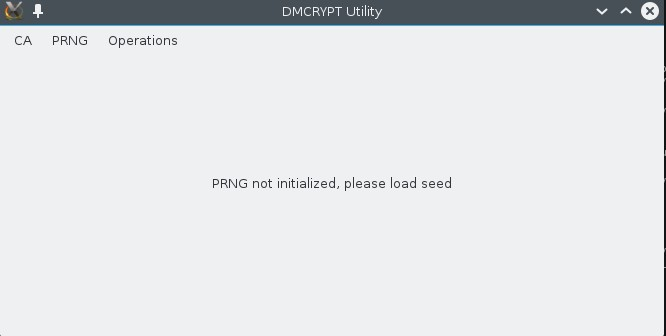 DMCRYPT Utility
CA PRNG Operations
PRNG not initialized, please load seed